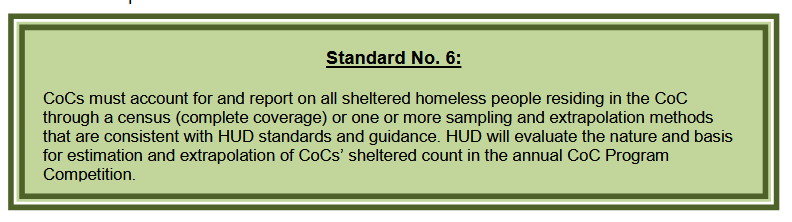 Standard No. 6:
CoCs must account for and report on all sheltered homeless people residing in the CoC
through a census (complete coverage) or one or more sampling and extrapolation methods
that are consistent with HUD standards and guidance. HUD will evaluate the nature and basis
for estimation and extrapolation of CoCs’ sheltered count in the annual CoC Program
Competition.